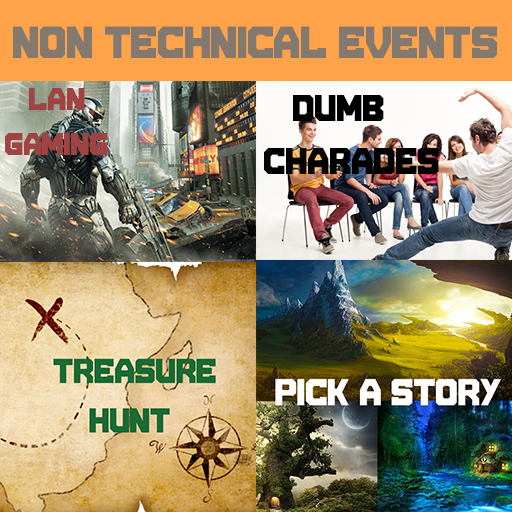 NON TECHNICAL EVENTS
LAN
GAMING
DUMB
CHARADES
TREASURE
HUNT
W
PICK A STORY